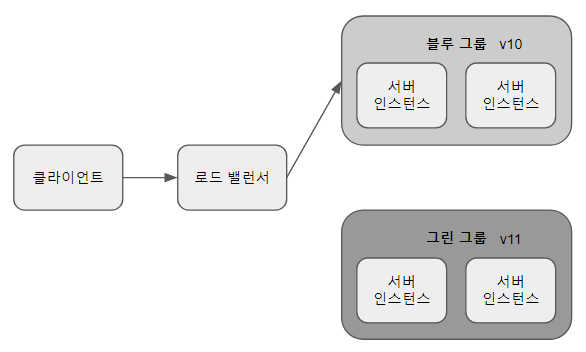 블루 그룹 v10
서버
인스턴스
서버
인스턴스
클라이언트
로드 밸런서
그린 그룹 v11
서버
인스턴스
서버
인스턴스